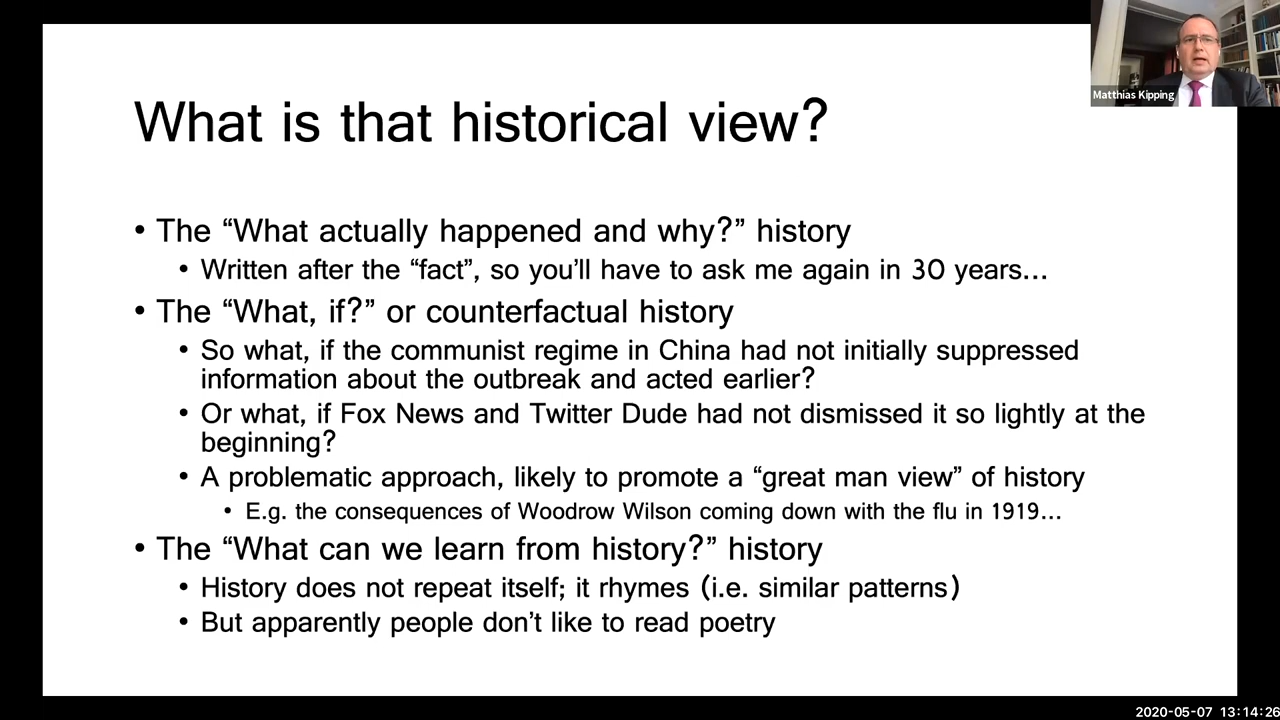 Matthias Kipping
What is that historical view?
• The “What actually happened and why?” history
• Written after the “fact”, so you’ll have to ask me again in 30 years…
• The “What, if?” or counterfactual history
• So what, if the communist regime in China had not initially suppressed
information about the outbreak and acted earlier?
• Or what, if Fox News and Twitter Dude had not dismissed it so lightly at the
beginning?
• A problematic approach, likely to promote a “great man view” of history
• E.g. the consequences of Woodrow Wilson coming down with the flu in 1919…
• The “What can we learn from history?” history
• History does not repeat itself; it rhymes (i.e. similar patterns)
• But apparently people don’t like to read poetry
2020-05-07 13:14:26